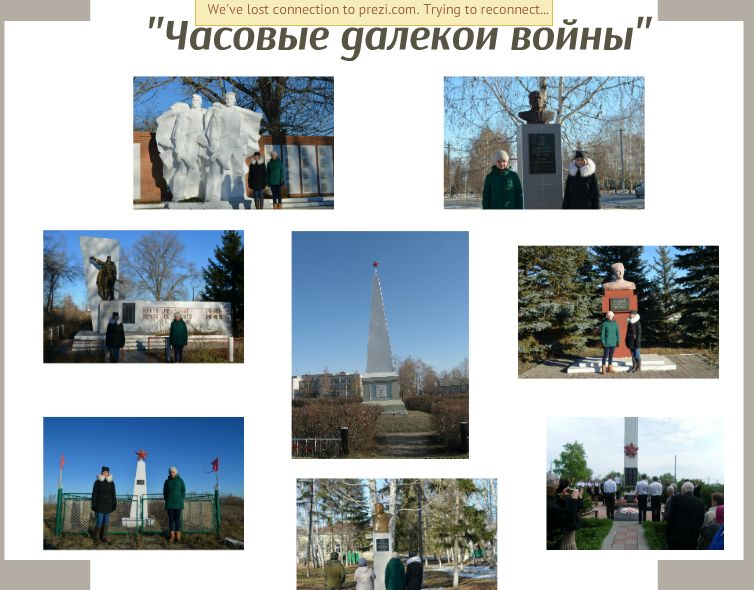 We've lost connection to prezi.com. Trying to reconnect...
"Часовые далекой войны"